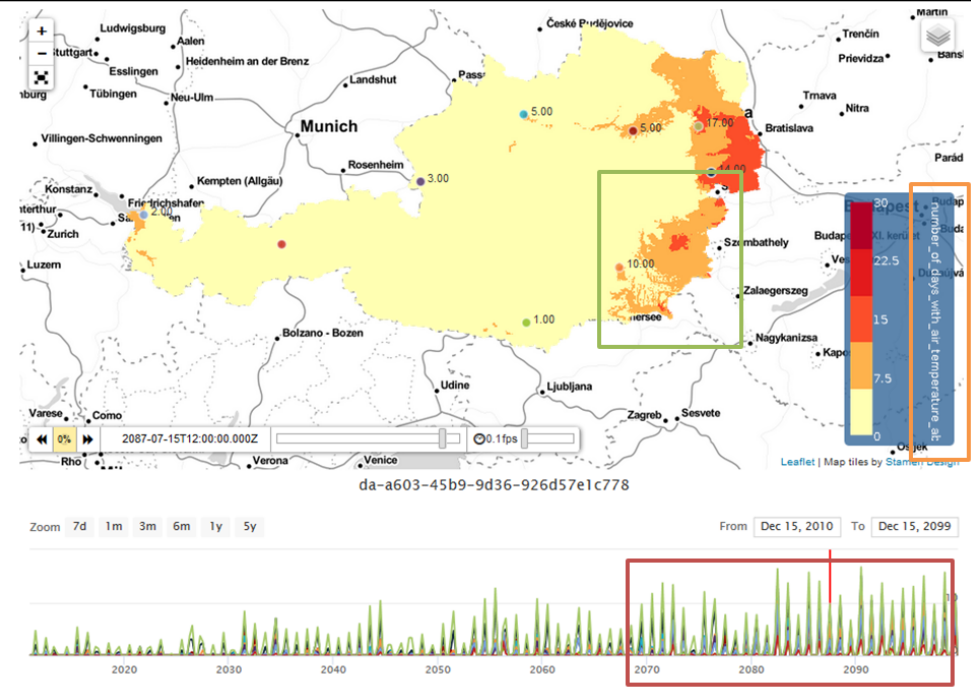 Ludwigsburg
České Budějovice
Martin
Aalen
Trenčín
Stuttgart
Heidenheim an der Brenz
Prievidza
Esslingen
Landshut
Tübingen
Neu-Ulm
Trnava
Nitra
5.00
Munich
5.00
17.00
Bratislava
Villingen-Schwenningen
Rosenheim
Parád
14.00
3.00
Kempten (Allgäu)
Konstanz
Friedrichshafen
2.00
Zurich
Szombathely
Budapest
Luzern
10.00
Zalaegerszeg
1.00
Bolzano - Bozen
Nagykanizsa
Udine
Ljubljana
Varese
Como
Zagreb
Sesvete
Rho
Verona
Venice
Osijek
30
22.5
15
7.5
0
number_of_days_with_air_temperature_ab
0%
2087-07-15T12:00:00.000Z
0.1fps
Leaflet | Map tiles by Stamen Design
da-a603-45b9-9d36-926d57e1c778
Zoom 7d 1m 3m 6m 1y 5y
From Dec 15, 2010 To Dec 15, 2099
2020 2030 2040 2050 2060 2070 2080 2090